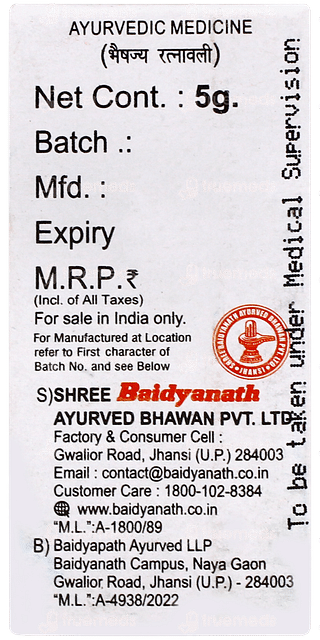 AYURVEDIC MEDICINE
(भैषज्य रत्नावली)
Net Cont. : 5g.
Batch .:
Mfd. :
Expiry
M.R.P.₹
(Incl. of All Taxes)
For sale in India only.
For Manufactured at Location
refer to First character of
Batch No. and see Below
S) SHREE Baidyanath
AYURVED BHAWAN PVT. LTD
Factory & Consumer Cell :
Gwalior Road, Jhansi (U.P.) 284003
Email : contact@baidyanath.co.in
Customer Care : 1800-102-8384
www.baidyanath.co.in
"M.L.":A-1800/89
B) Baidyapath Ayurved LLP
Baidyanath Campus, Naya Gaon
Gwalior Road, Jhansi (U.P.) - 284003
"M.L.":A-4938/2022
To be taken under Medical Supervision